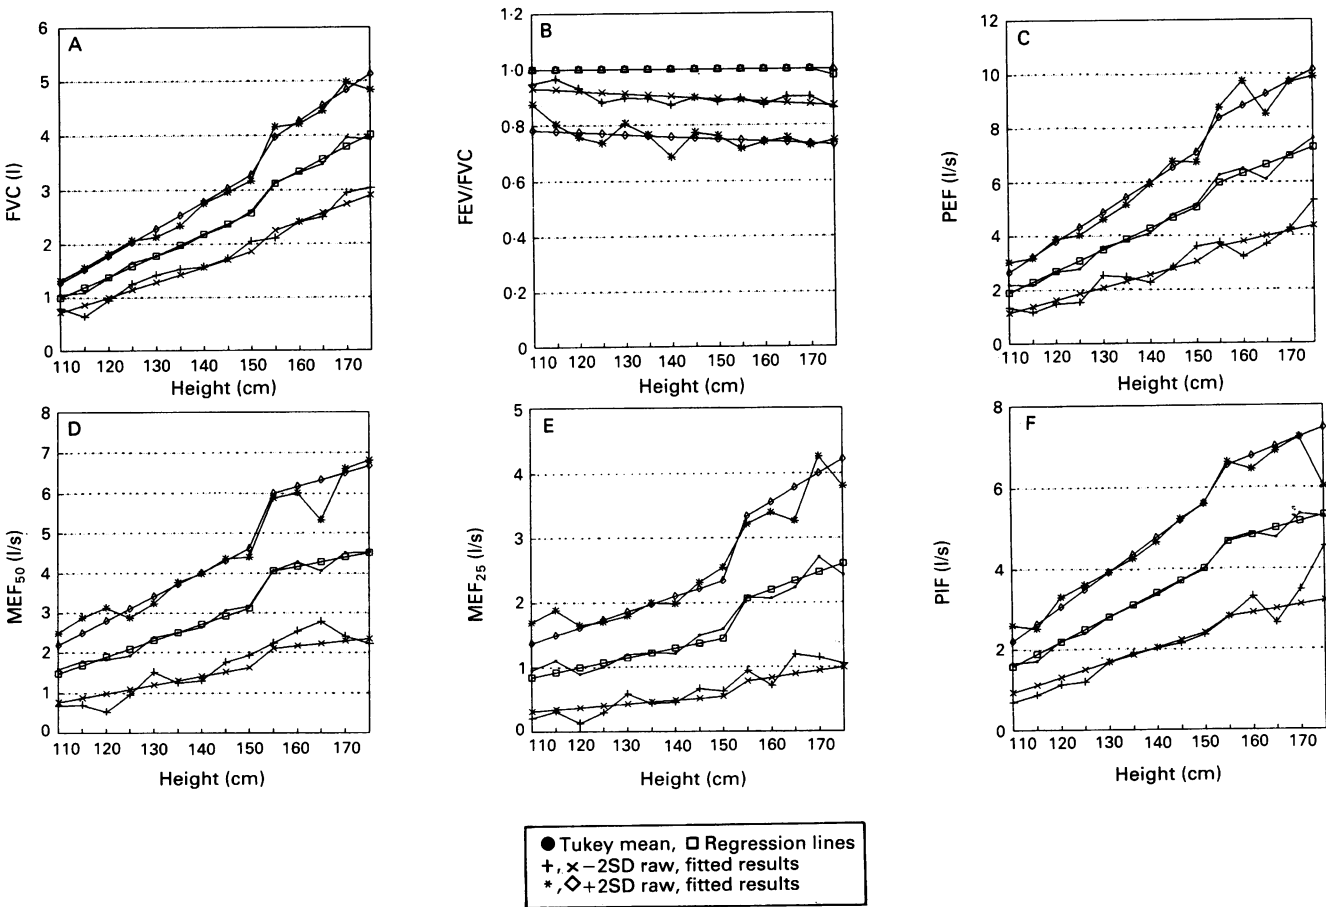 A
FVC (l)
6
5
4
3
2
1
0
110 120 130 140 150 160 170
Height (cm)
B
FEV/FVC
1·2
1·0
0·8
0·6
0·4
0·2
0
110 120 130 140 150 160 170
Height (cm)
C
PEF (l/s)
12
10
8
6
4
2
0
110 120 130 140 150 160 170
Height (cm)
D
MEF50 (l/s)
8
7
6
5
4
3
2
1
0
110 120 130 140 150 160 170
Height (cm)
E
MEF25 (l/s)
5
4
3
2
1
0
110 120 130 140 150 160 170
Height (cm)
F
PIF (l/s)
8
6
4
2
0
110 120 130 140 150 160 170
Height (cm)
● Tukey mean, □ Regression lines
+, × −2SD raw, fitted results
*, ◇ +2SD raw, fitted results